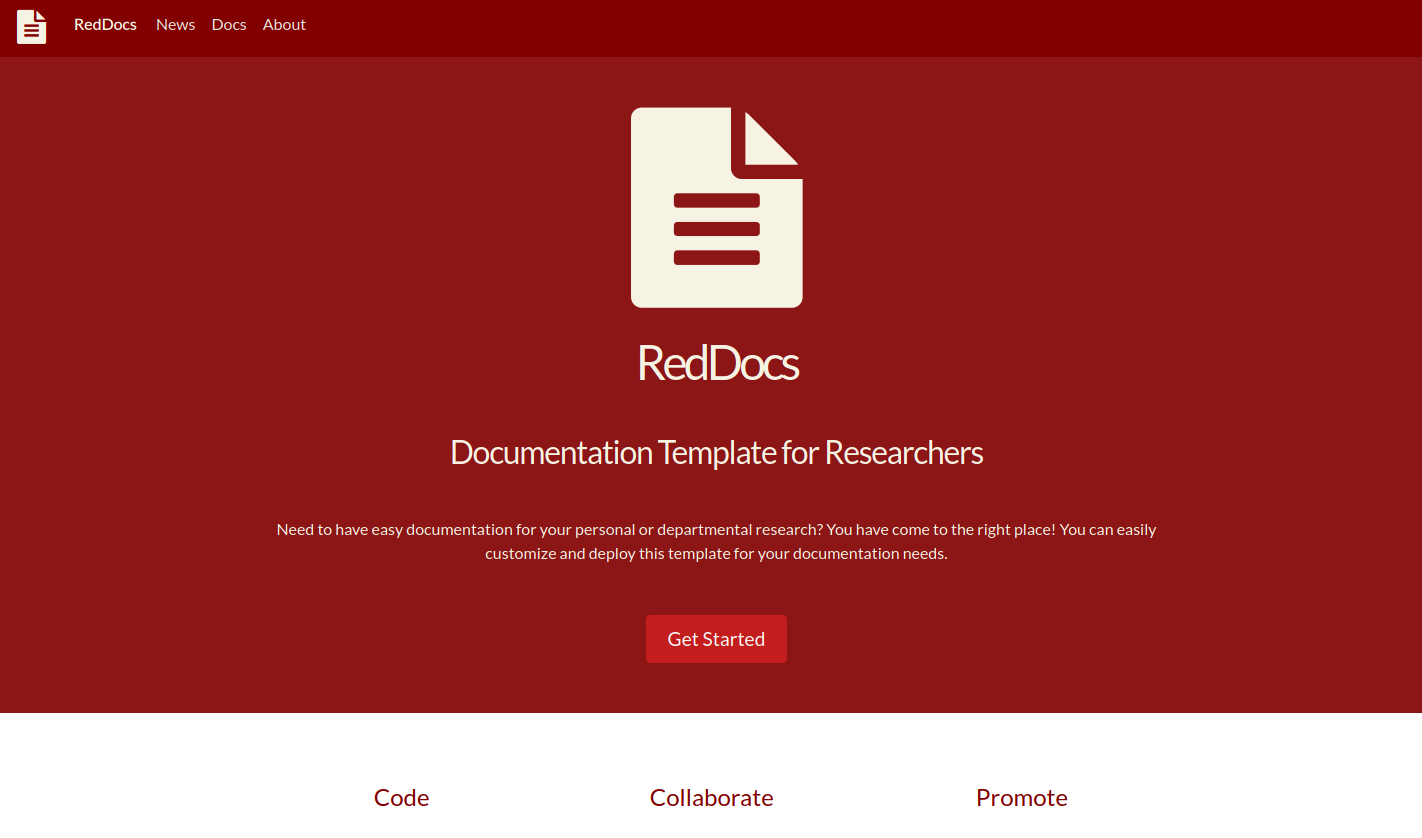 RedDocs News Docs About
RedDocs
Documentation Template for Researchers
Need to have easy documentation for your personal or departmental research? You have come to the right place! You can easily
customize and deploy this template for your documentation needs.
Get Started
Code Collaborate Promote